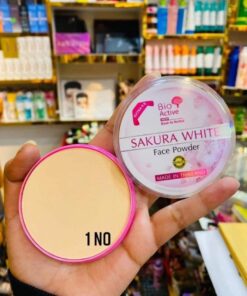 Bio
Active
SAKURA WHITE
Face Powder
MADE IN THAILAND
1 NO